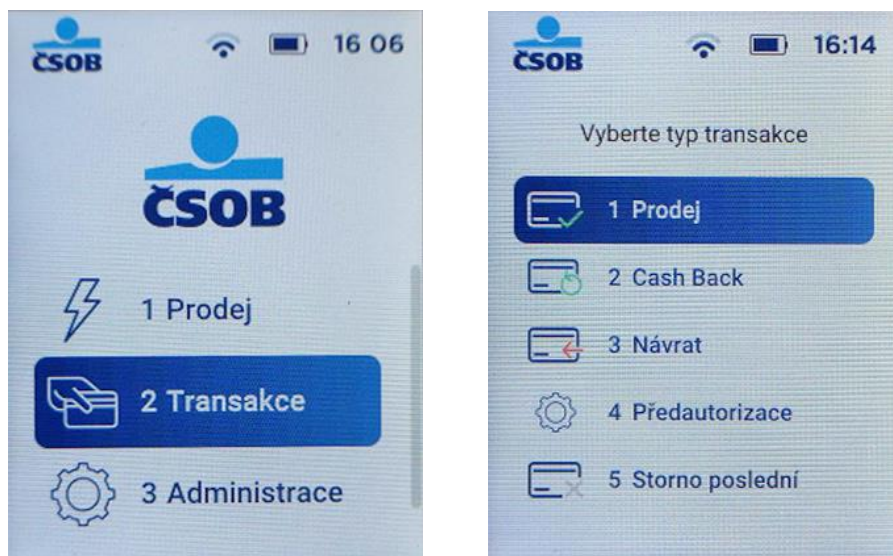 ČSOB
16 06
ČSOB
1 Prodej
2 Transakce
3 Administrace
ČSOB
16:14
Vyberte typ transakce
1 Prodej
2 Cash Back
3 Návrat
4 Předautorizace
5 Storno poslední